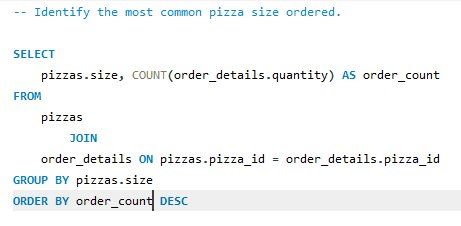 -- Identify the most common pizza size ordered.
SELECT
pizzas.size, COUNT(order_details.quantity) AS order_count
FROM
pizzas
JOIN
order_details ON pizzas.pizza_id = order_details.pizza_id
GROUP BY pizzas.size
ORDER BY order_count DESC